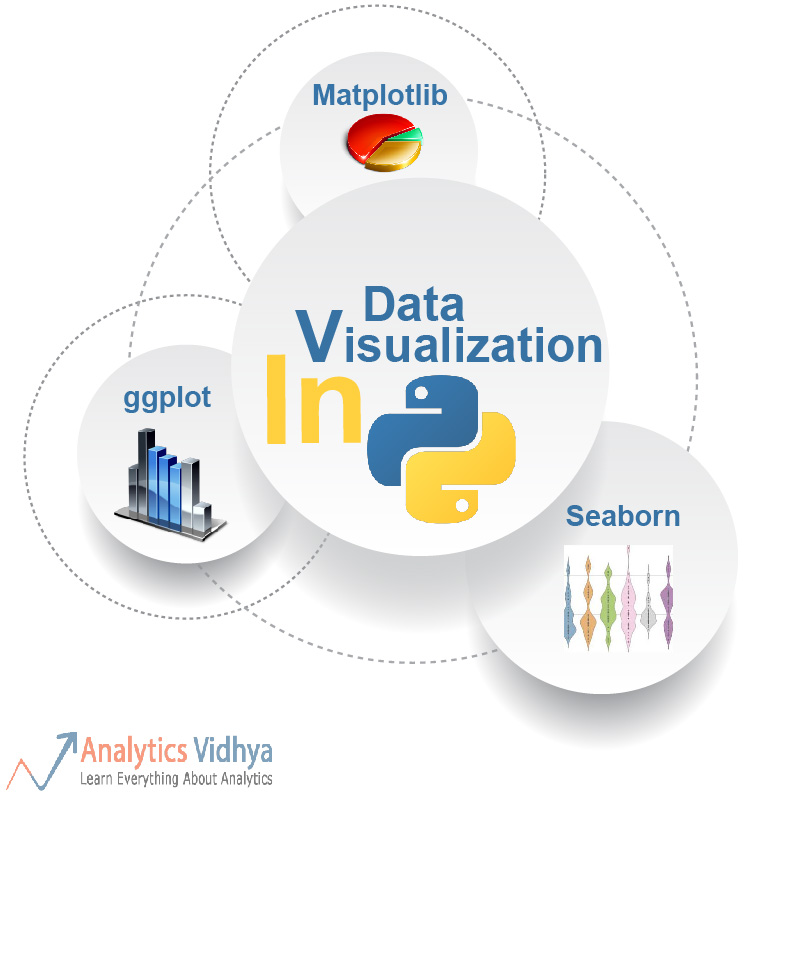 Matplotlib
Data
Visualization
In
ggplot
Seaborn
Analytics Vidhya
Learn Everything About Analytics